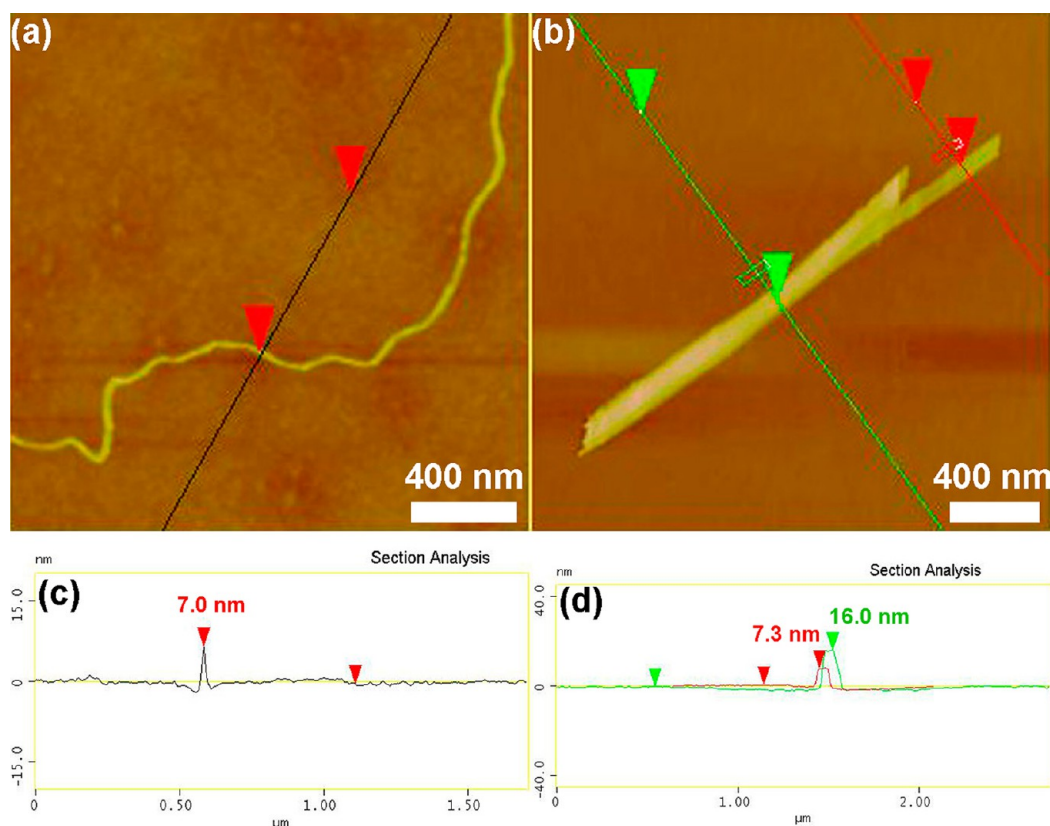 (a)
400 nm
(b)
400 nm
nm
Section Analysis
(c)
7.0 nm
15.0
0
-15.0
0
0.50
1.00
1.50
µm
nm
Section Analysis
(d)
7.3 nm
16.0 nm
40.0
0
-40.0
0
1.00
2.00
µm